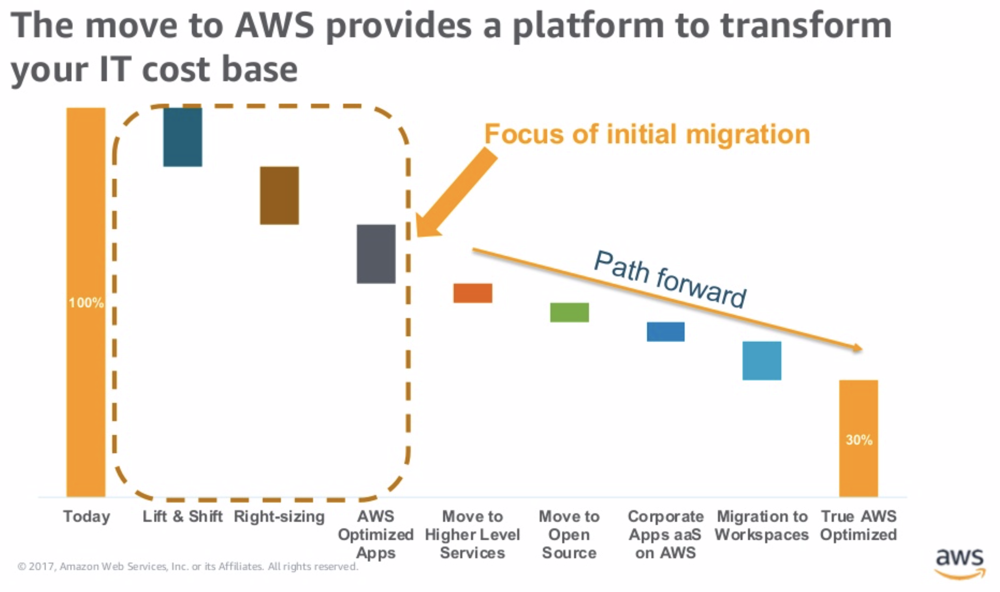 The move to AWS provides a platform to transform
your IT cost base
Focus of initial migration
Path forward
100%
30%
Today
Lift & Shift
Right-sizing
AWS
Optimized
Apps
Move to
Higher Level
Services
Move to
Open
Source
Corporate
Apps aaS
on AWS
Migration to
Workspaces
True AWS
Optimized
© 2017, Amazon Web Services, Inc. or its Affiliates. All rights reserved.
aws